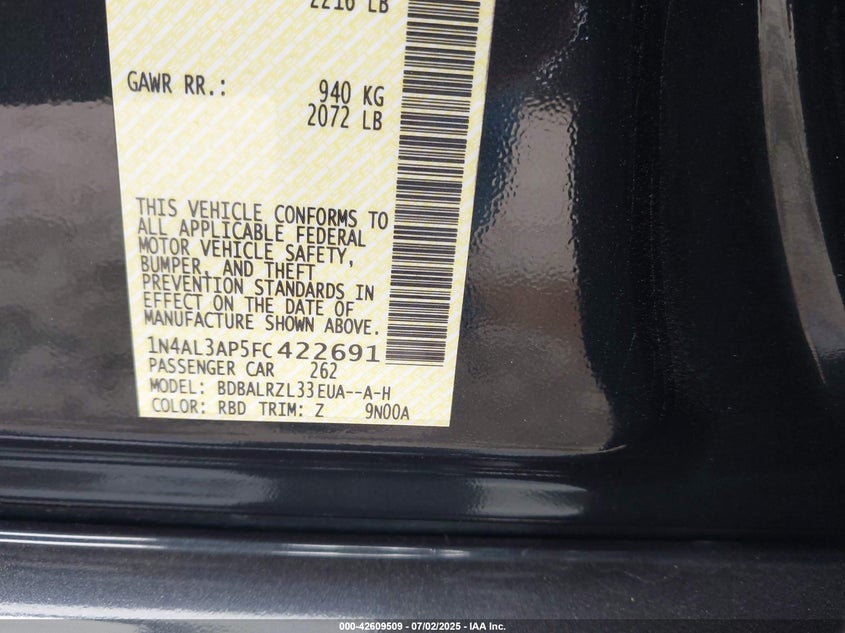 2216 LB
GAWR RR.: 940 KG
2072 LB
THIS VEHICLE CONFORMS TO
ALL APPLICABLE FEDERAL
MOTOR VEHICLE SAFETY,
BUMPER, AND THEFT
PREVENTION STANDARDS IN
EFFECT ON THE DATE OF
MANUFACTURE SHOWN ABOVE.
1N4AL3AP5FC422691
PASSENGER CAR 262
MODEL: BDBALRZL33EUA--A-H
COLOR: RBD TRIM: Z 9N00A
000-42609509 - 07/02/2025 - IAA Inc.